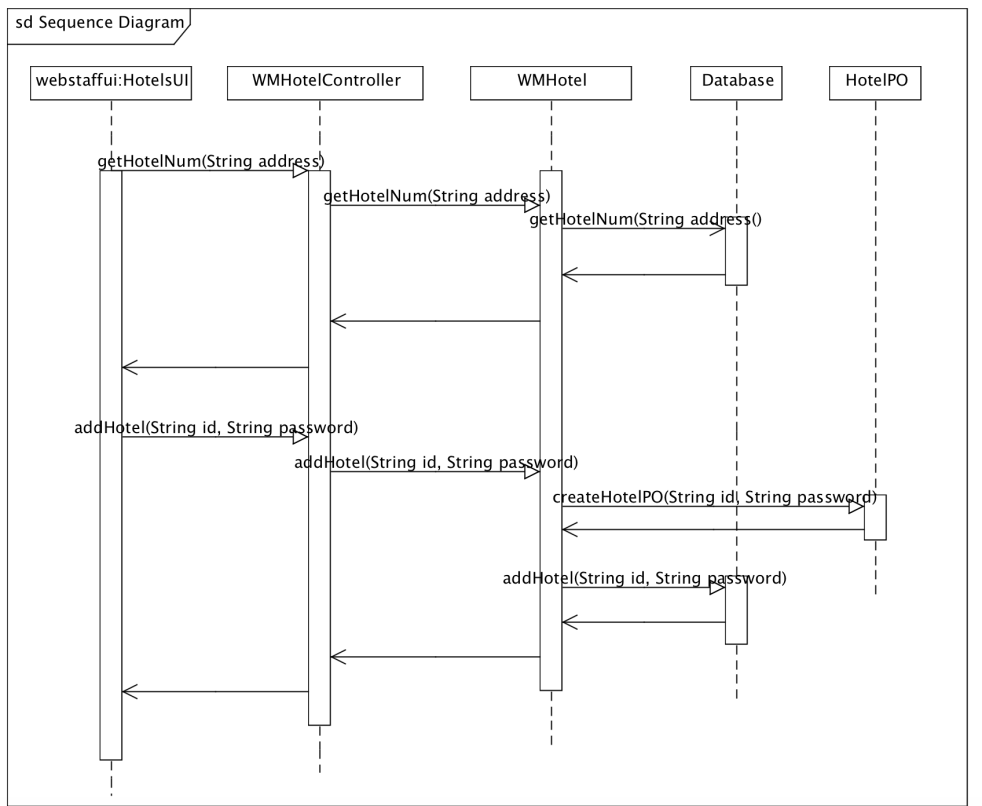 sd Sequence Diagram
webstaffui:HotelsUI
WMHotelController
WMHotel
Database
HotelPO
getHotelNum(String address)
getHotelNum(String address)
getHotelNum(String address()
addHotel(String id, String password)
addHotel(String id, String password)
createHotelPO(String id, String password)
addHotel(String id, String password)